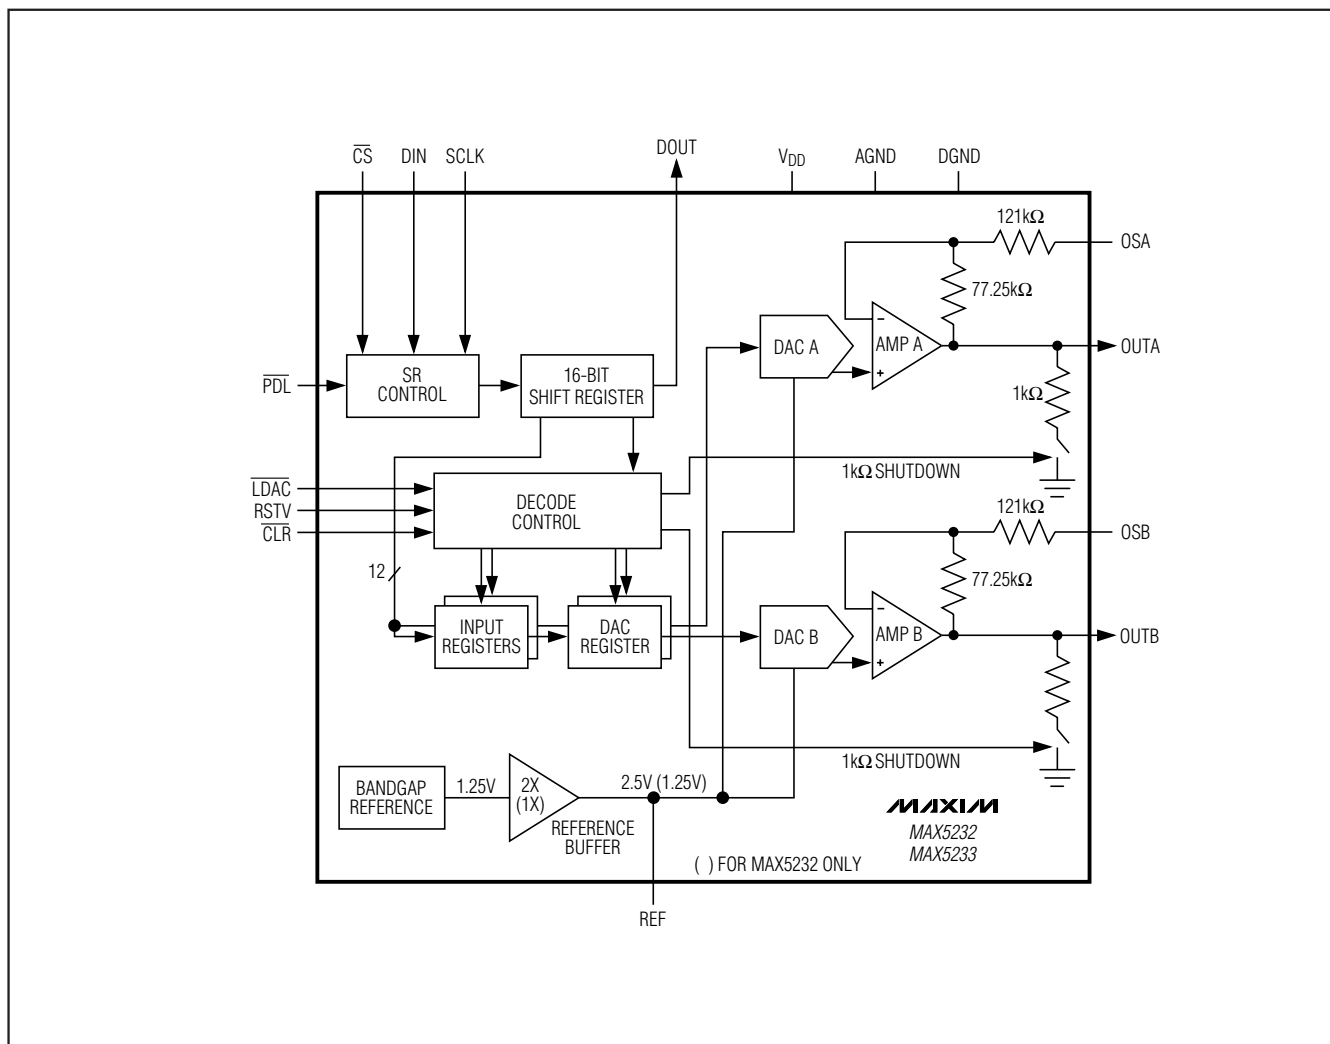 CS DIN SCLK DOUT VDD AGND DGND
121kΩ
OSA
77.25kΩ
DAC A
−
AMP A
+
OUTA
1kΩ
PDL
SR
CONTROL
16-BIT
SHIFT REGISTER
1kΩ SHUTDOWN
LDAC
RSTV
CLR
DECODE
CONTROL
121kΩ
OSB
77.25kΩ
12
INPUT
REGISTERS
DAC
REGISTER
DAC B
−
AMP B
+
OUTB
1kΩ SHUTDOWN
BANDGAP
REFERENCE
1.25V
2X
(1X)
REFERENCE
BUFFER
2.5V (1.25V)
MAXIM
MAX5232
MAX5233
( ) FOR MAX5232 ONLY
REF